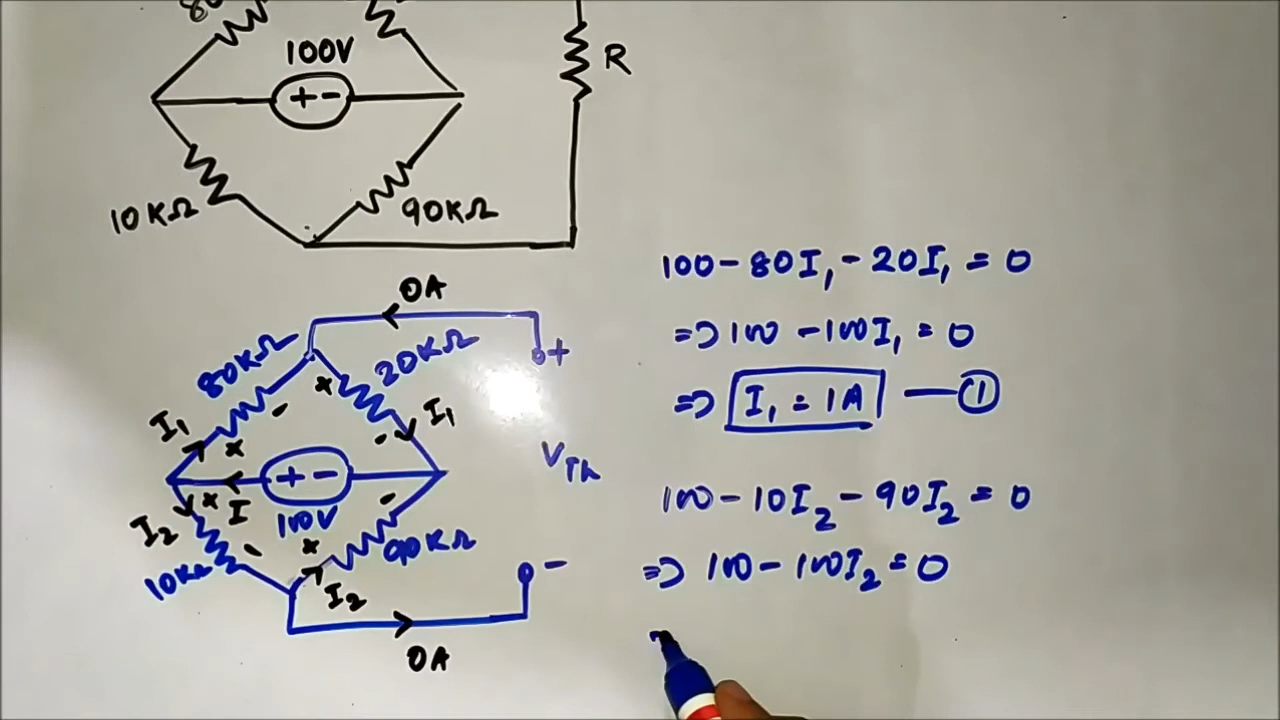 80
100V
+ -
R
10KΩ
90KΩ
100 - 80I₁ - 20I₁ = 0
⇒ 100 - 100I₁ = 0
⇒ I₁ = 1A — ①
100 - 10I₂ - 90I₂ = 0
⇒ 100 - 100I₂ = 0
0A
80KΩ
20KΩ
+
+
-
I₁
I₁
+
-
VTh
+ -
+
I
-
I₂
100V
-
+
90KΩ
10KΩ
I₂
-
0A